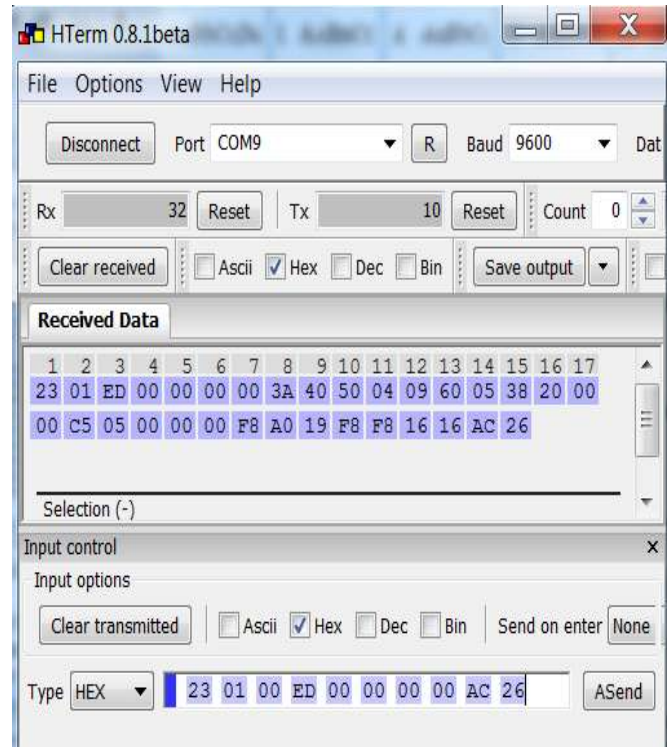 HTerm 0.8.1beta
File Options View Help
Disconnect Port COM9 R Baud 9600 Dat
Rx 32 Reset Tx 10 Reset Count 0
Clear received Ascii Hex Dec Bin Save output
Received Data
1 2 3 4 5 6 7 8 9 10 11 12 13 14 15 16 17
23 01 ED 00 00 00 00 3A 40 50 04 09 60 05 38 20 00
00 C5 05 00 00 00 F8 A0 19 F8 F8 16 16 AC 26
Selection (-)
Input control x
Input options
Clear transmitted Ascii Hex Dec Bin Send on enter None
Type HEX 23 01 00 ED 00 00 00 00 AC 26 ASend